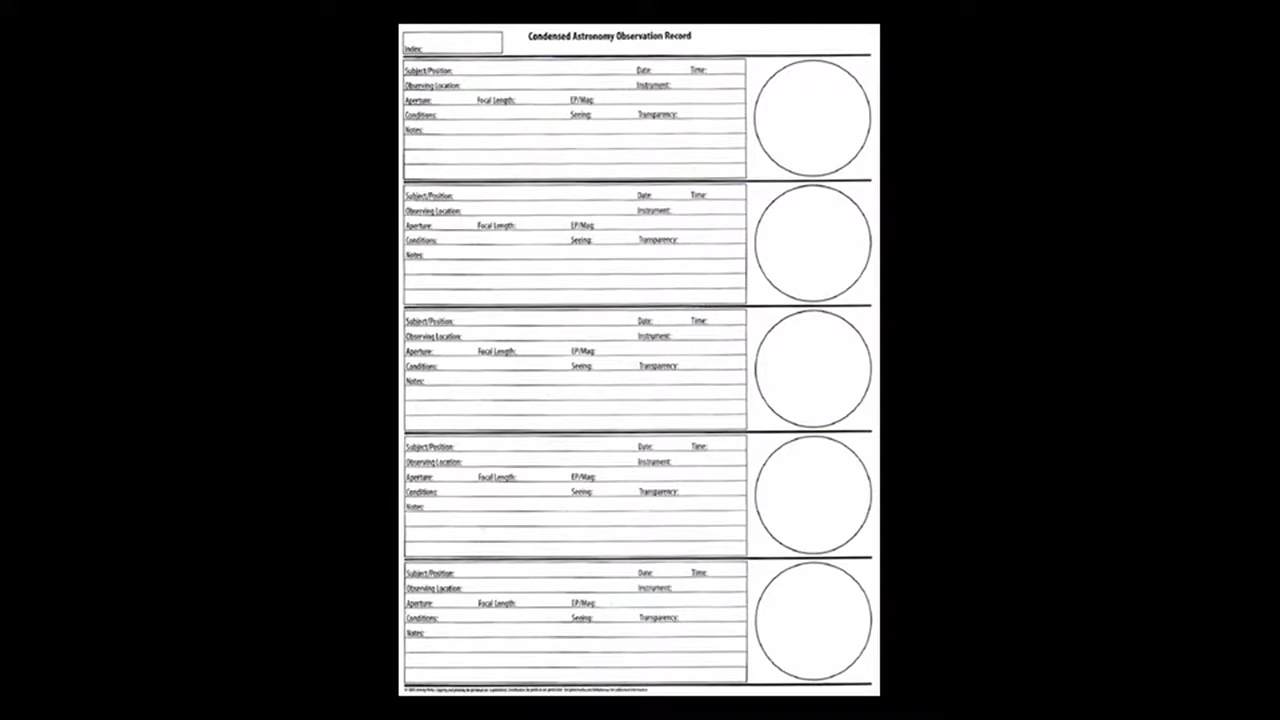 Condensed Astronomy Observation Record
Index:
Subject/Position: Date: Time:
Observing Location: Instrument:
Aperture: Focal Length: EP/Mag:
Conditions: Seeing: Transparency:
Notes:
Subject/Position: Date: Time:
Observing Location: Instrument:
Aperture: Focal Length: EP/Mag:
Conditions: Seeing: Transparency:
Notes:
Subject/Position: Date: Time:
Observing Location: Instrument:
Aperture: Focal Length: EP/Mag:
Conditions: Seeing: Transparency:
Notes:
Subject/Position: Date: Time:
Observing Location: Instrument:
Aperture: Focal Length: EP/Mag:
Conditions: Seeing: Transparency:
Notes:
Subject/Position: Date: Time:
Observing Location: Instrument:
Aperture: Focal Length: EP/Mag:
Conditions: Seeing: Transparency:
Notes: